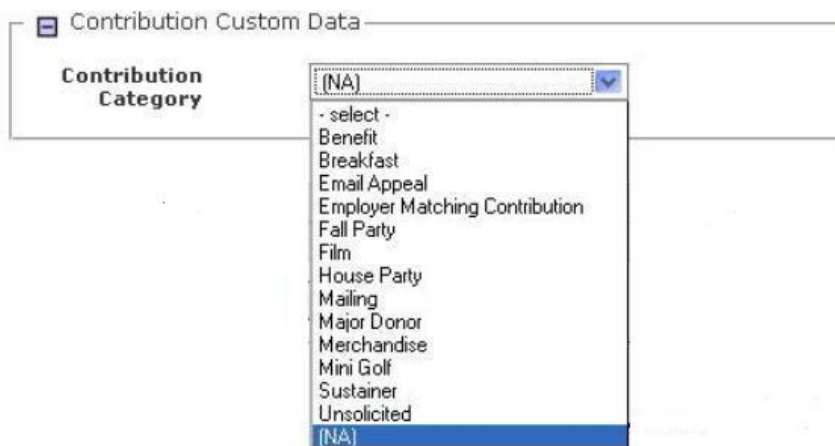 Contribution Custom Data
Contribution
Category
(NA)
- select -
Benefit
Breakfast
Email Appeal
Employer Matching Contribution
Fall Party
Film
House Party
Mailing
Major Donor
Merchandise
Mini Golf
Sustainer
Unsolicited
(NA)